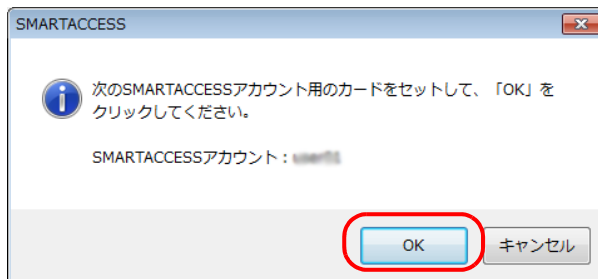 SMARTACCESS
次のSMARTACCESSアカウント用のカードをセットして、「OK」を
クリックしてください。
SMARTACCESSアカウント：
OK
キャンセル